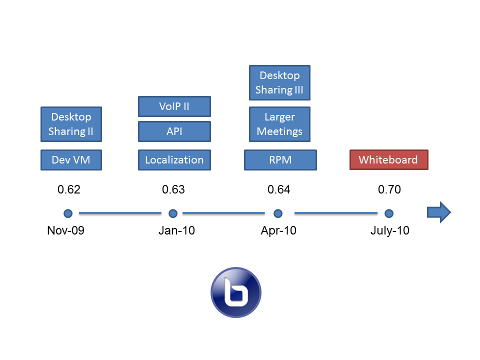 Desktop
Sharing III
VoIP II
Desktop
Sharing II
API
Larger
Meetings
Dev VM
Localization
RPM
Whiteboard
0.62
0.63
0.64
0.70
Nov-09
Jan-10
Apr-10
July-10
b